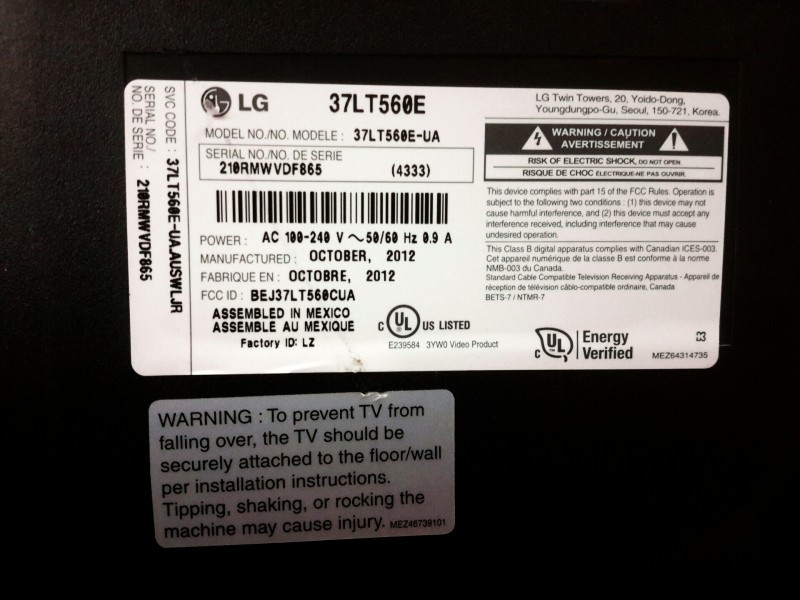 SVC CODE : 37LT560E-UA.AUSWLJR
SERIAL NO./
NO. DE SERIE : 210RMWVDF865
LG 37LT560E
MODEL NO./NO. MODELE : 37LT560E-UA
SERIAL NO./NO. DE SERIE
210RMWVDF865 (4333)
POWER : AC 100-240 V ~ 50/60 Hz 0.9 A
MANUFACTURED : OCTOBER, 2012
FABRIQUE EN : OCTOBRE, 2012
FCC ID : BEJ37LT560CUA
ASSEMBLED IN MEXICO
ASSEMBLE AU MEXIQUE
Factory ID: LZ
C UL US LISTED
E239584 3YW0 Video Product
LG Twin Towers, 20, Yoido-Dong,
Youngdungpo-Gu, Seoul, 150-721, Korea.
WARNING / CAUTION
AVERTISSEMENT
RISK OF ELECTRIC SHOCK, DO NOT OPEN.
RISQUE DE CHOC ÉLECTRIQUE-NE PAS OUVRIR.
This device complies with part 15 of the FCC Rules. Operation is
subject to the following two conditions : (1) this device may not
cause harmful interference, and (2) this device must accept any
interference received, including interference that may cause
undesired operation.
This Class B digital apparatus complies with Canadian ICES-003.
Cet appareil numérique de la classe B est conforme à la norme
NMB-003 du Canada.
Standard Cable Compatible Television Receiving Apparatus - Appareil de
réception de télévision câblo-compatible ordinaire, Canada
BETS-7 / NTMR-7
C UL Energy
Verified
MEZ64314735
WARNING : To prevent TV from
falling over, the TV should be
securely attached to the floor/wall
per installation instructions.
Tipping, shaking, or rocking the
machine may cause injury. MEZ46739101